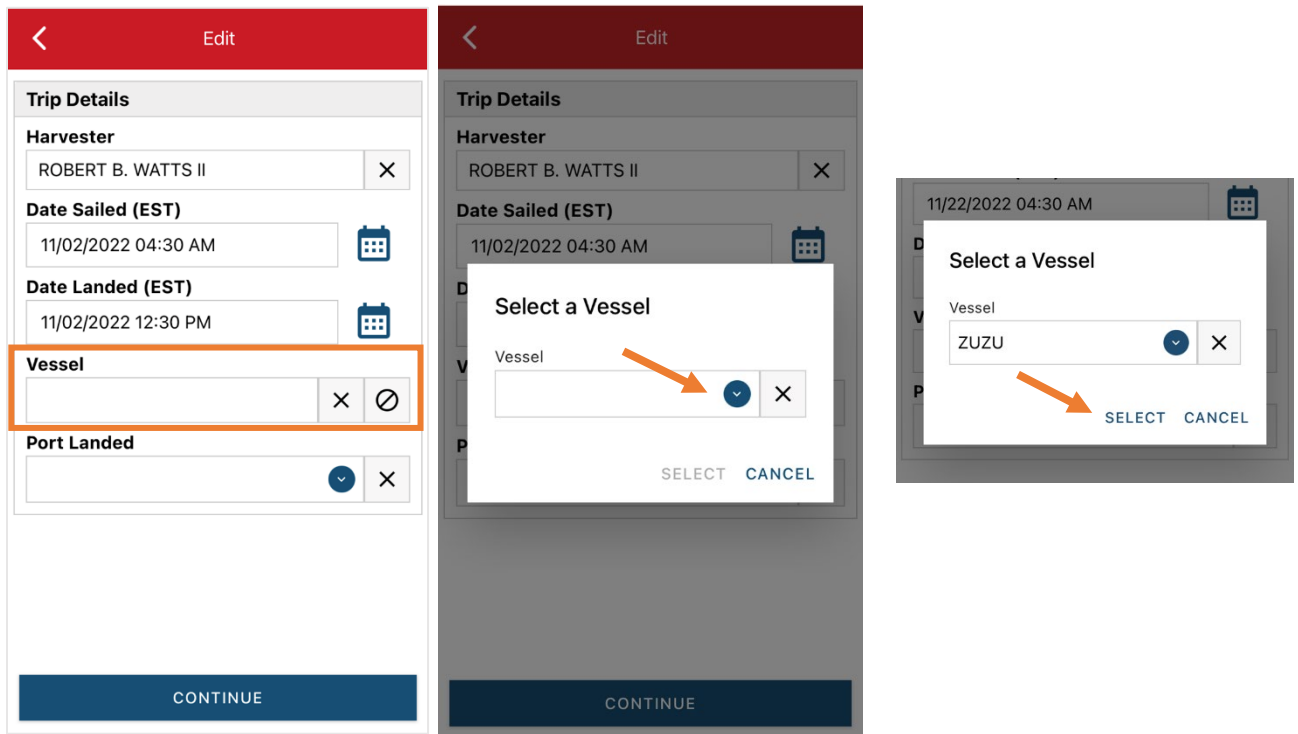 Edit
Trip Details
Harvester
ROBERT B. WATTS II
Date Sailed (EST)
11/02/2022 04:30 AM
Date Landed (EST)
11/02/2022 12:30 PM
Vessel
Port Landed
CONTINUE
Edit
Trip Details
Harvester
ROBERT B. WATTS II
Date Sailed (EST)
11/02/2022 04:30 AM
D
Select a Vessel
Vessel
V
P
SELECT CANCEL
CONTINUE
11/22/2022 04:30 AM
D
Select a Vessel
Vessel
V
ZUZU
P
SELECT CANCEL